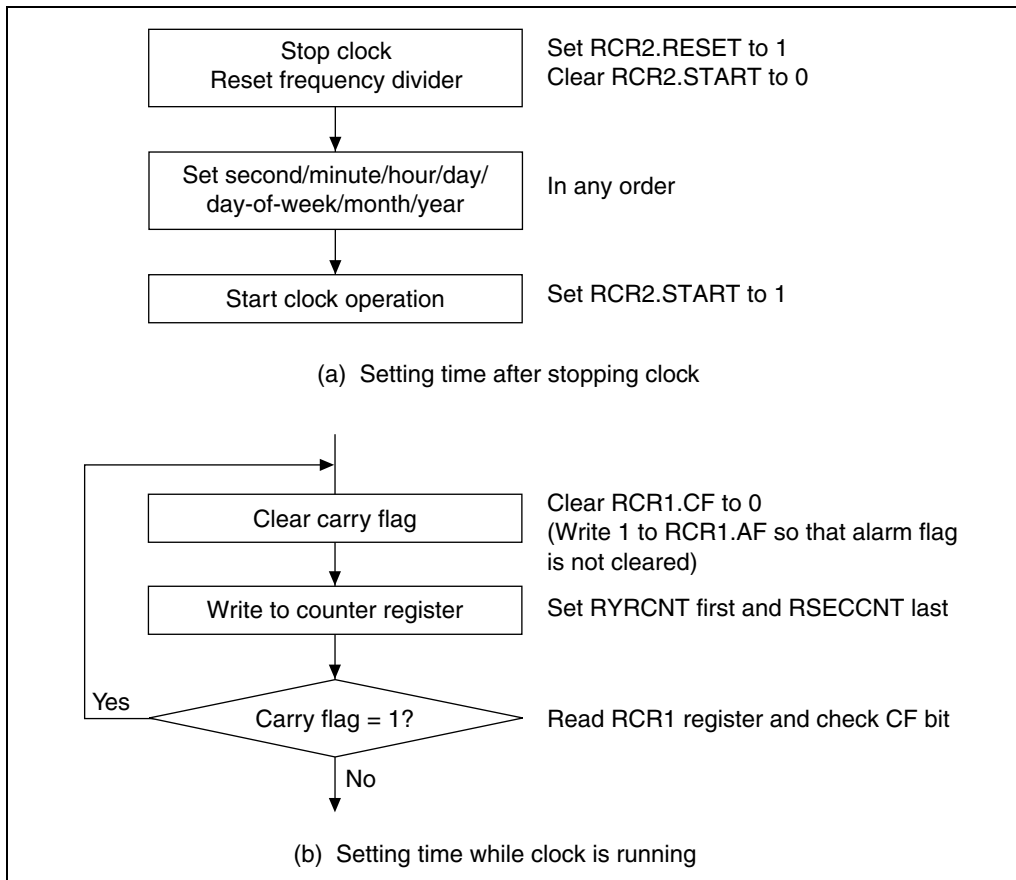 Stop clock
Reset frequency divider
Set RCR2.RESET to 1
Clear RCR2.START to 0
Set second/minute/hour/day/
day-of-week/month/year
In any order
Start clock operation
Set RCR2.START to 1
(a) Setting time after stopping clock
Clear carry flag
Clear RCR1.CF to 0
(Write 1 to RCR1.AF so that alarm flag
is not cleared)
Write to counter register
Set RYRCNT first and RSECCNT last
Yes
Carry flag = 1?
Read RCR1 register and check CF bit
No
(b) Setting time while clock is running